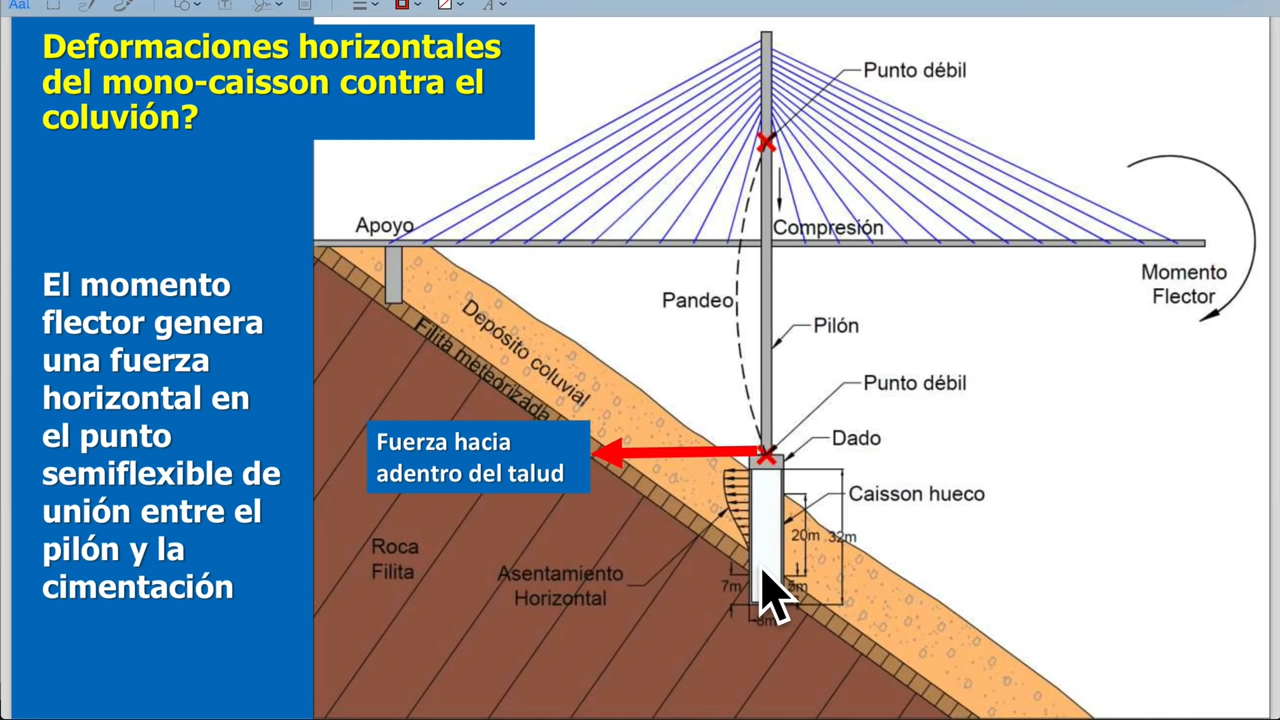 Aa
Deformaciones horizontales
del mono-caisson contra el
coluvión?
El momento
flector genera
una fuerza
horizontal en
el punto
semiflexible de
unión entre el
pilón y la
cimentación
Punto débil
Apoyo
Compresión
Momento
Flector
Pandeo
Depósito coluvial
Filita meteorizada
Pilón
Punto débil
Fuerza hacia
adentro del talud
Dado
Caisson hueco
20m
32m
Roca
Filita
Asentamiento
Horizontal
7m